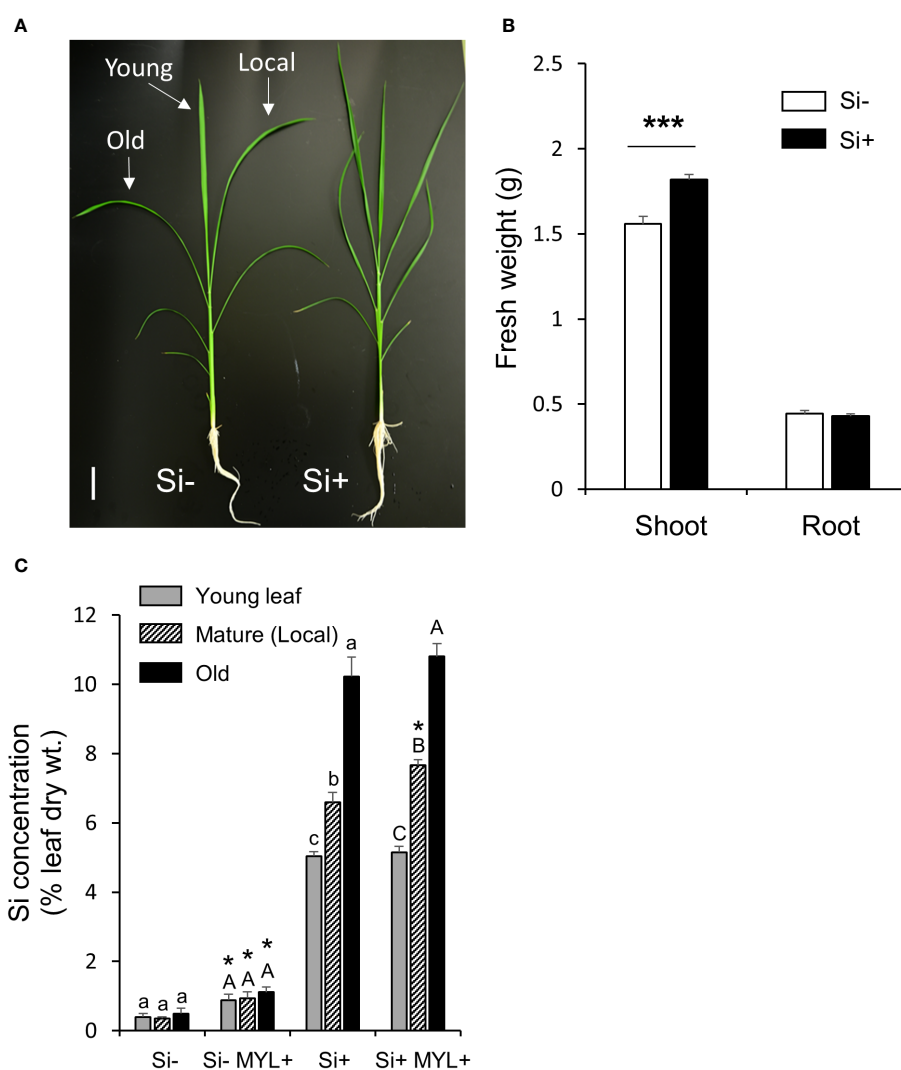 A
Young
Local
Old
Si-
Si+
B
2.5
2
1.5
1
0.5
0
Fresh weight (g)
***
Si-
Si+
Shoot
Root
C
Young leaf
Mature (Local)
Old
12
10
8
6
4
2
0
Si concentration
(% leaf dry wt.)
a a a
* * *
A A A
c b a
*
C B A
Si- Si- MYL+ Si+ Si+ MYL+